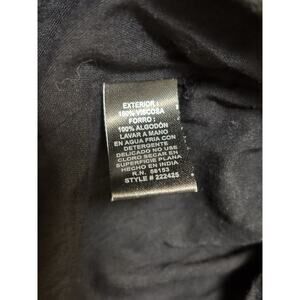 EXTERIOR:
100% VISCOSA
FORRO:
100% ALGODÓN
LAVAR A MANO
EN AGUA FRIA CON
DETERGENTE
DELICADO NO USE
CLORO SECAR EN
SUPERFICIE PLANA
HECHO EN INDIA
R.N. 58153
STYLE # 222425